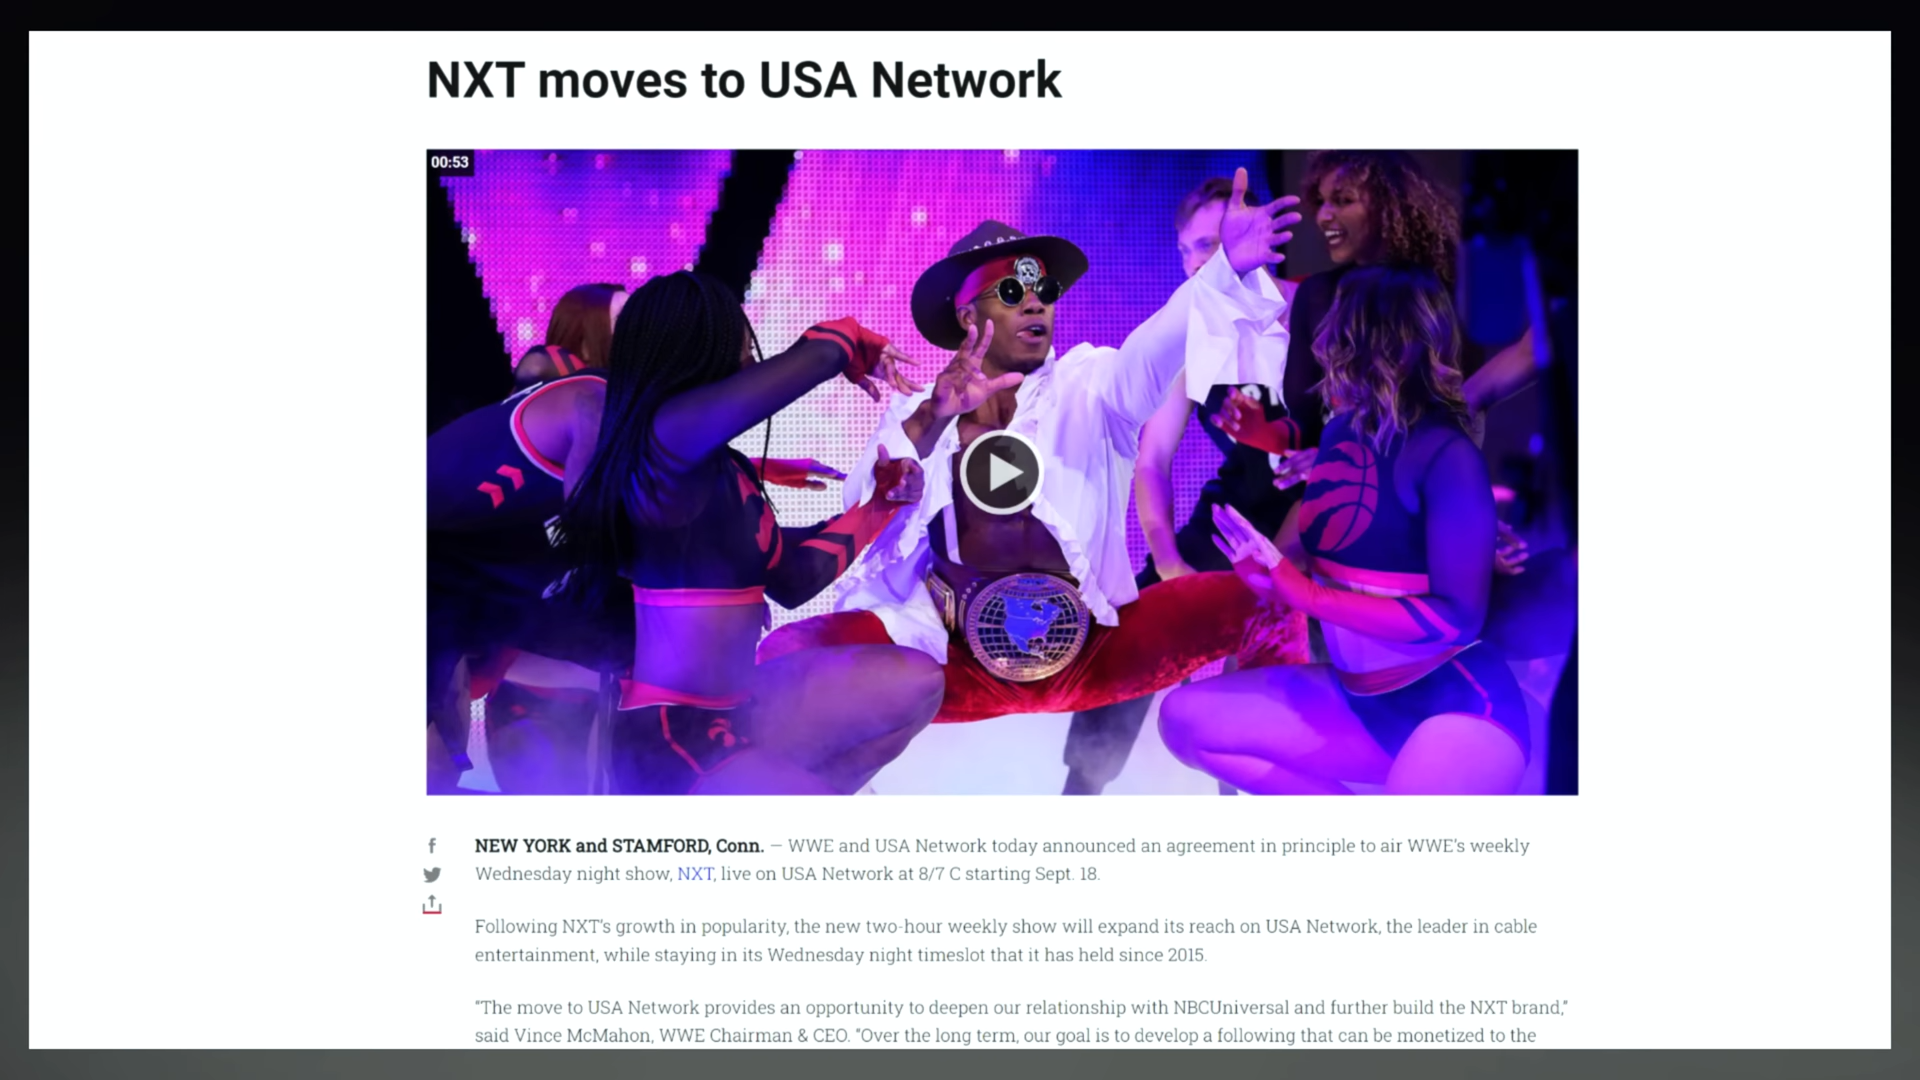 NXT moves to USA Network
00:53
NEW YORK and STAMFORD, Conn. — WWE and USA Network today announced an agreement in principle to air WWE's weekly
Wednesday night show, NXT, live on USA Network at 8/7 C starting Sept. 18.
Following NXT's growth in popularity, the new two-hour weekly show will expand its reach on USA Network, the leader in cable
entertainment, while staying in its Wednesday night timeslot that it has held since 2015.
“The move to USA Network provides an opportunity to deepen our relationship with NBCUniversal and further build the NXT brand,”
said Vince McMahon, WWE Chairman & CEO. “Over the long term, our goal is to develop a following that can be monetized to the